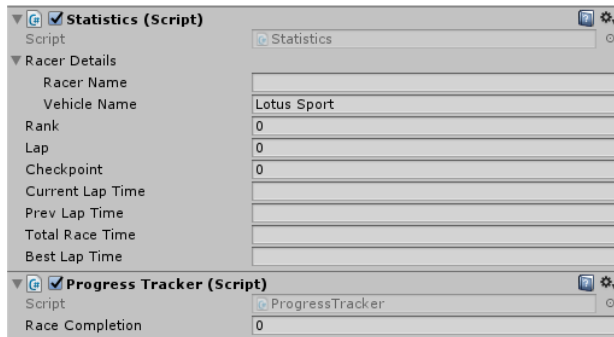 Statistics (Script)
Script Statistics
Racer Details
Racer Name
Vehicle Name Lotus Sport
Rank 0
Lap 0
Checkpoint 0
Current Lap Time
Prev Lap Time
Total Race Time
Best Lap Time
Progress Tracker (Script)
Script ProgressTracker
Race Completion 0